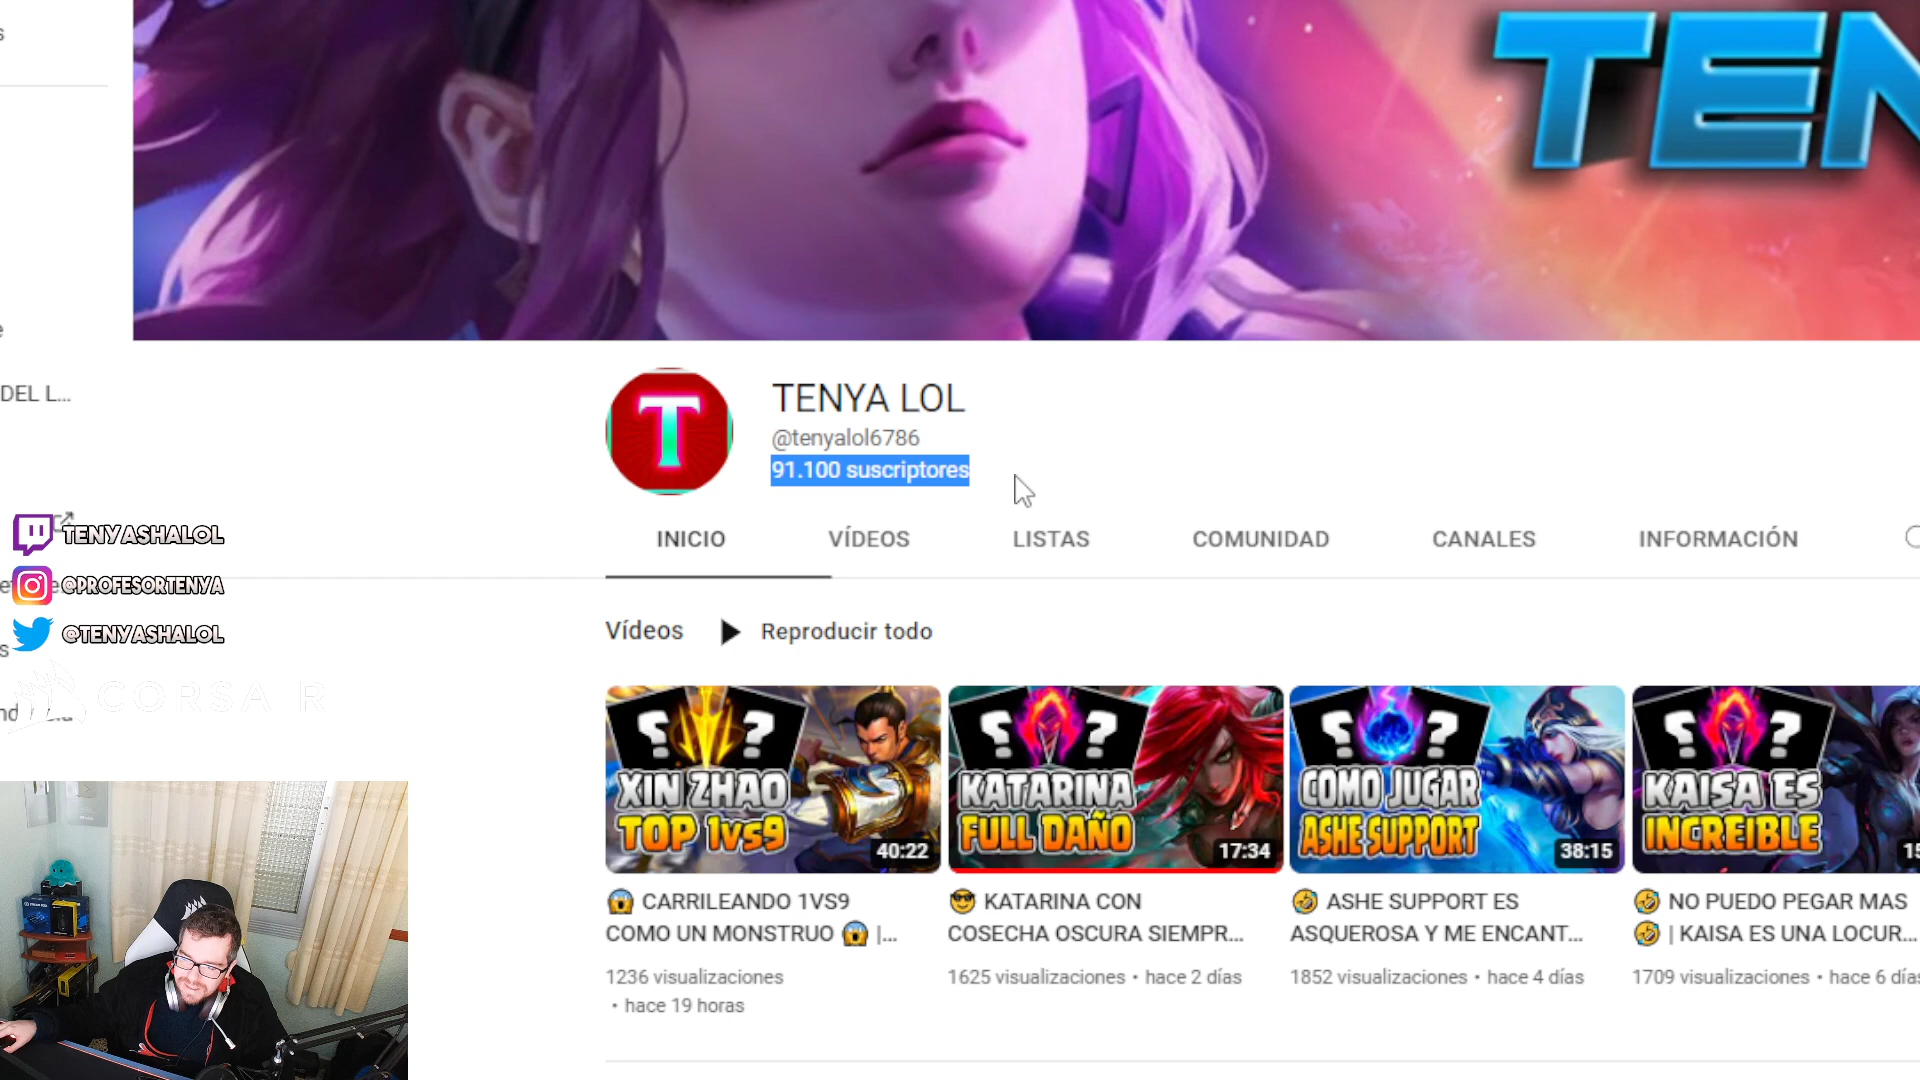 TEN
s
e
DEL L...
TENYA LOL
@tenyalol6786
91.100 suscriptores
INICIO
VÍDEOS
LISTAS
COMUNIDAD
CANALES
INFORMACIÓN
TENYASHALOL
@PROFESORTENYA
@TENYASHALOL
CORSA R
Vídeos
Reproducir todo
? ?
XIN ZHAO
TOP 1VS9
40:22
? ?
KATARINA
FULL DAÑO
17:34
? ?
COMO JUGAR
ASHE SUPPORT
38:15
? ?
KAISA ES
INCREIBLE
15
😱 CARRILEANDO 1VS9
COMO UN MONSTRUO 😱 |...
1236 visualizaciones
• hace 19 horas
😎 KATARINA CON
COSECHA OSCURA SIEMPR...
1625 visualizaciones • hace 2 días
🤣 ASHE SUPPORT ES
ASQUEROSA Y ME ENCANT...
1852 visualizaciones • hace 4 días
🤣 NO PUEDO PEGAR MAS
🤣 | KAISA ES UNA LOCUR...
1709 visualizaciones • hace 6 días